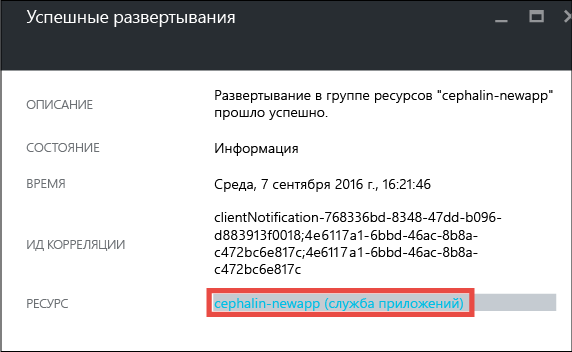 Успешные развертывания
ОПИСАНИЕ
Развертывание в группе ресурсов "cephalin-newapp"
прошло успешно.
СОСТОЯНИЕ
Информация
ВРЕМЯ
Среда, 7 сентября 2016 г., 16:21:46
ИД КОРРЕЛЯЦИИ
clientNotification-768336bd-8348-47dd-b096-
d883913f0018;4e6117a1-6bbd-46ac-8b8a-
c472bc6e817c;4e6117a1-6bbd-46ac-8b8a-
c472bc6e817c
РЕСУРС
cephalin-newapp (служба приложений)